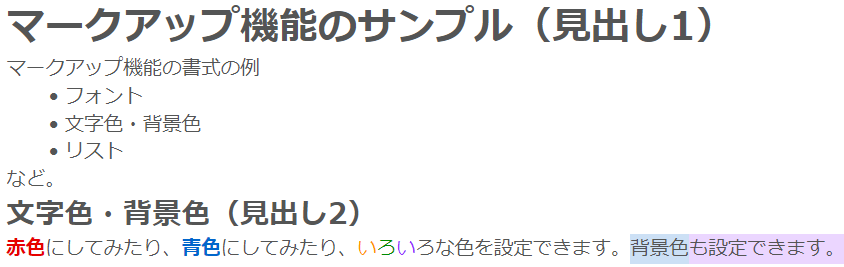 マークアップ機能のサンプル（見出し1）
マークアップ機能の書式の例
• フォント
• 文字色・背景色
• リスト
など。
文字色・背景色（見出し2）
赤色にしてみたり、青色にしてみたり、いろいろな色を設定できます。背景色も設定できます。